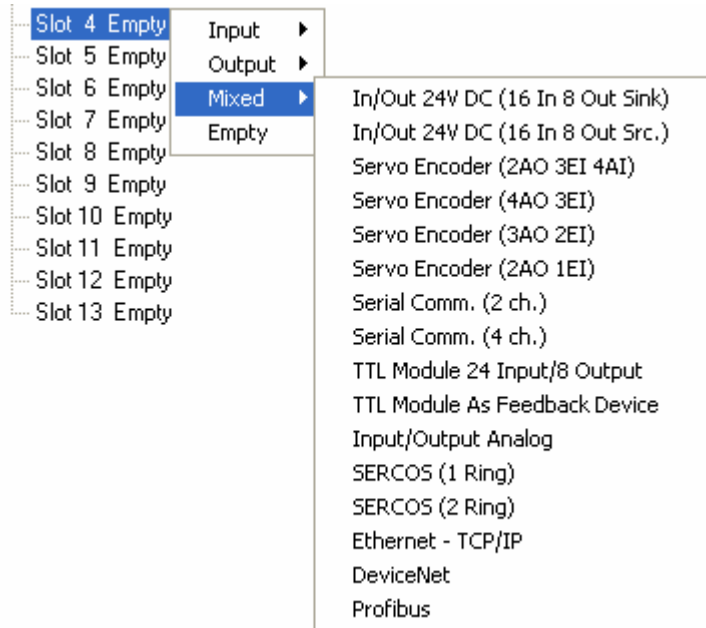 Slot 4 Empty
Slot 5 Empty
Slot 6 Empty
Slot 7 Empty
Slot 8 Empty
Slot 9 Empty
Slot 10 Empty
Slot 11 Empty
Slot 12 Empty
Slot 13 Empty
Input
Output
Mixed
Empty
In/Out 24V DC (16 In 8 Out Sink)
In/Out 24V DC (16 In 8 Out Src.)
Servo Encoder (2AO 3EI 4AI)
Servo Encoder (4AO 3EI)
Servo Encoder (3AO 2EI)
Servo Encoder (2AO 1EI)
Serial Comm. (2 ch.)
Serial Comm. (4 ch.)
TTL Module 24 Input/8 Output
TTL Module As Feedback Device
Input/Output Analog
SERCOS (1 Ring)
SERCOS (2 Ring)
Ethernet - TCP/IP
DeviceNet
Profibus